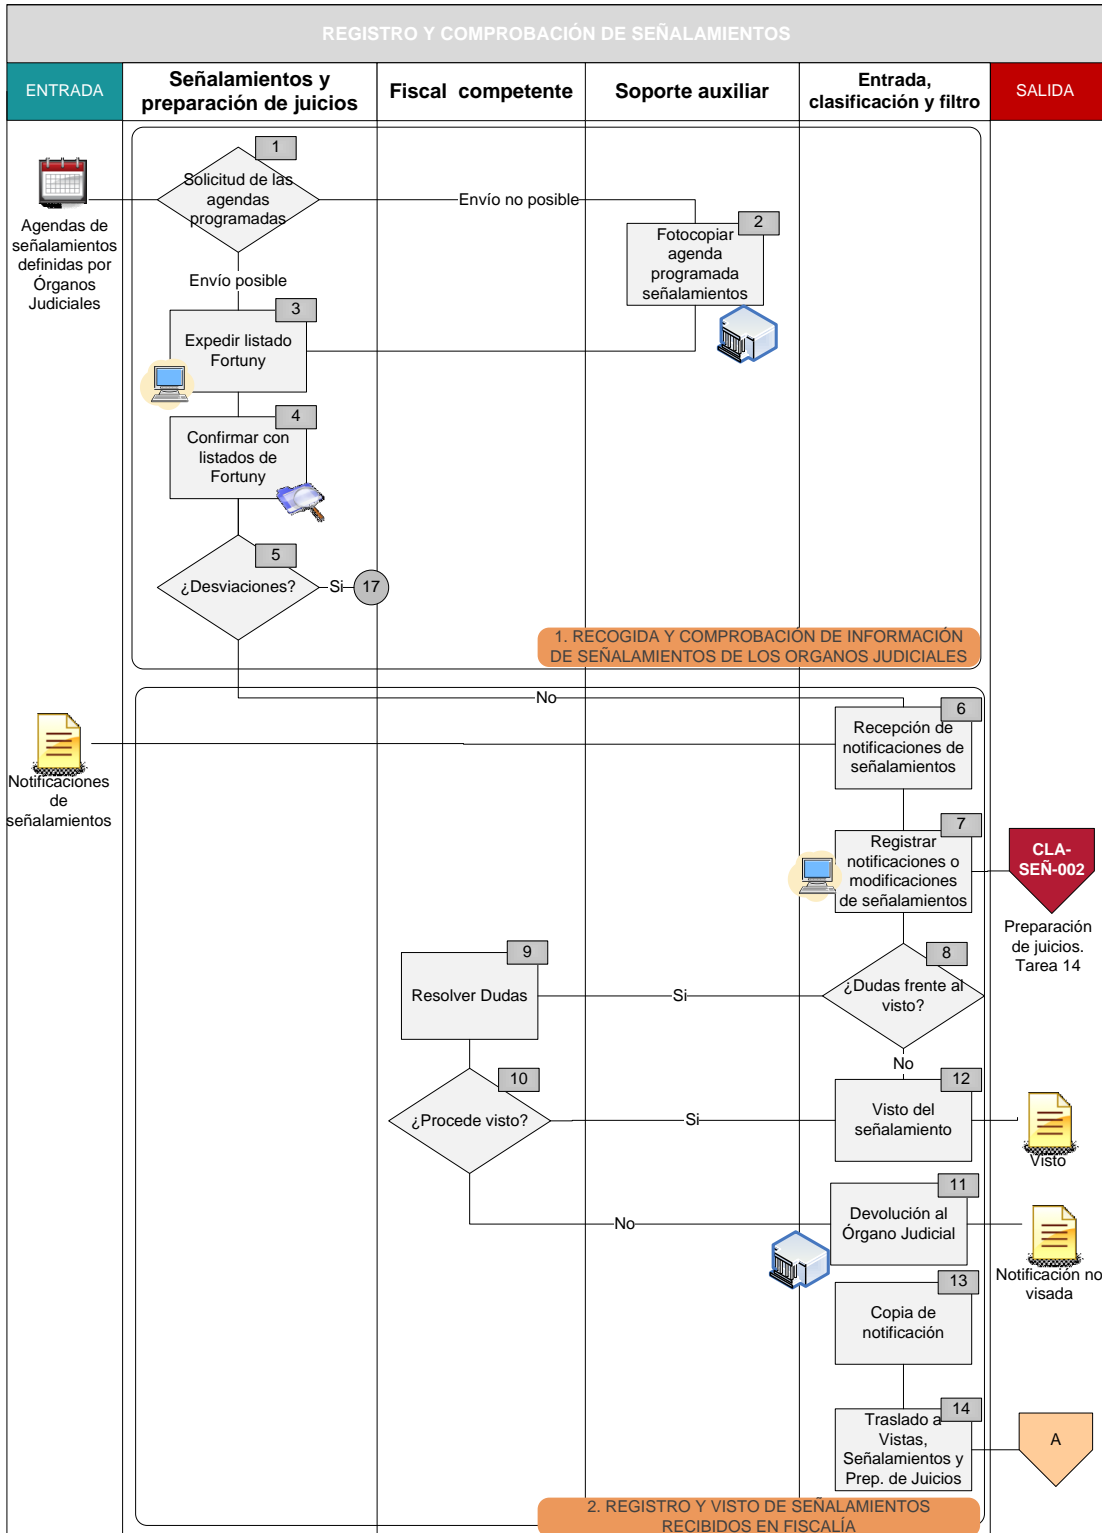 REGISTRO Y COMPROBACIÓN DE SEÑALAMIENTOS
ENTRADA
Señalamientos y
preparación de juicios
Fiscal competente
Soporte auxiliar
Entrada,
clasificación y filtro
SALIDA
1
Solicitud de las
agendas
programadas
Envío no posible
2
Fotocopiar
agenda
programada
señalamientos
Agendas de
señalamientos
definidas por
Órganos
Judiciales
Envío posible
3
Expedir listado
Fortuny
4
Confirmar con
listados de
Fortuny
5
¿Desviaciones?
Si
17
1. RECOGIDA Y COMPROBACIÓN DE INFORMACIÓN
DE SEÑALAMIENTOS DE LOS ORGANOS JUDICIALES
No
6
Recepción de
notificaciones de
señalamientos
Notificaciones
de
señalamientos
7
Registrar
notificaciones o
modificaciones
de señalamientos
CLA-
SEÑ-002
Preparación
de juicios.
Tarea 14
8
¿Dudas frente al
visto?
Si
9
Resolver Dudas
No
10
¿Procede visto?
Si
12
Visto del
señalamiento
Visto
No
11
Devolución al
Órgano Judicial
Notificación no
visada
13
Copia de
notificación
14
Traslado a
Vistas,
Señalamientos y
Prep. de Juicios
A
2. REGISTRO Y VISTO DE SEÑALAMIENTOS
RECIBIDOS EN FISCALÍA